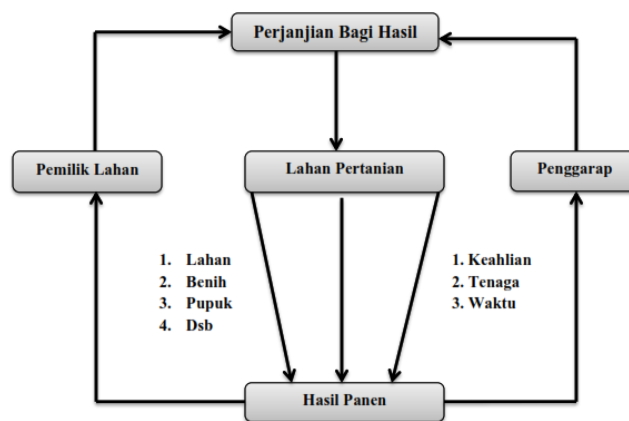 Perjanjian Bagi Hasil
Pemilik Lahan
Lahan Pertanian
Penggarap
1. Lahan
2. Benih
3. Pupuk
4. Dsb
1. Keahlian
2. Tenaga
3. Waktu
Hasil Panen